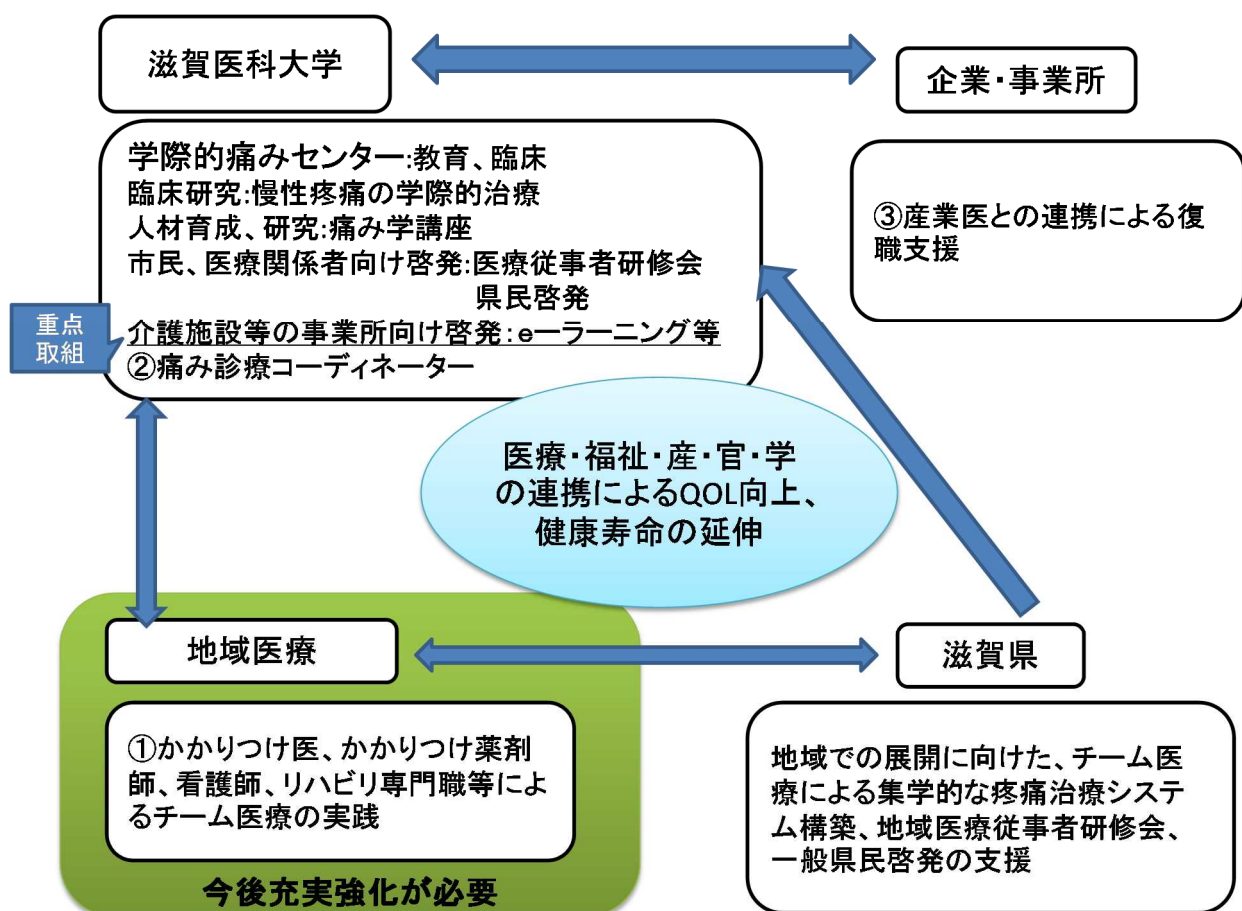 滋賀医科大学
企業・事業所
学際的痛みセンター:教育、臨床
臨床研究:慢性疼痛の学際的治療
人材育成、研究:痛み学講座
市民、医療関係者向け啓発:医療従事者研修会
県民啓発
介護施設等の事業所向け啓発:eーラーニング等
②痛み診療コーディネーター
重点
取組
③産業医との連携による復
職支援
医療・福祉・産・官・学
の連携によるQOL向上、
健康寿命の延伸
地域医療
①かかりつけ医、かかりつけ薬剤
師、看護師、リハビリ専門職等によ
るチーム医療の実践
今後充実強化が必要
滋賀県
地域での展開に向けた、チーム医
療による集学的な疼痛治療システ
ム構築、地域医療従事者研修会、
一般県民啓発の支援